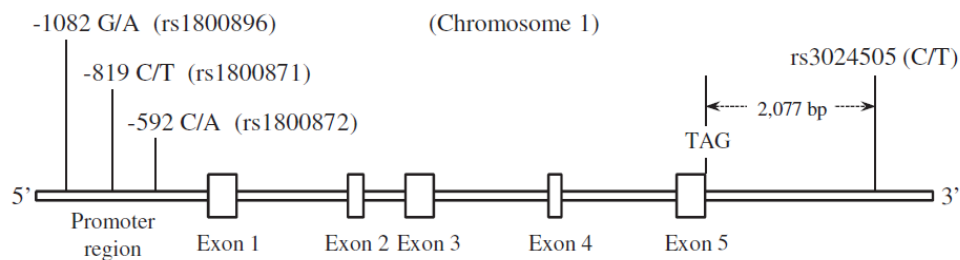 -1082 G/A (rs1800896)
(Chromosome 1)
-819 C/T (rs1800871)
rs3024505 (C/T)
-592 C/A (rs1800872)
2,077 bp
TAG
5’
3’
Promoter
region
Exon 1
Exon 2
Exon 3
Exon 4
Exon 5